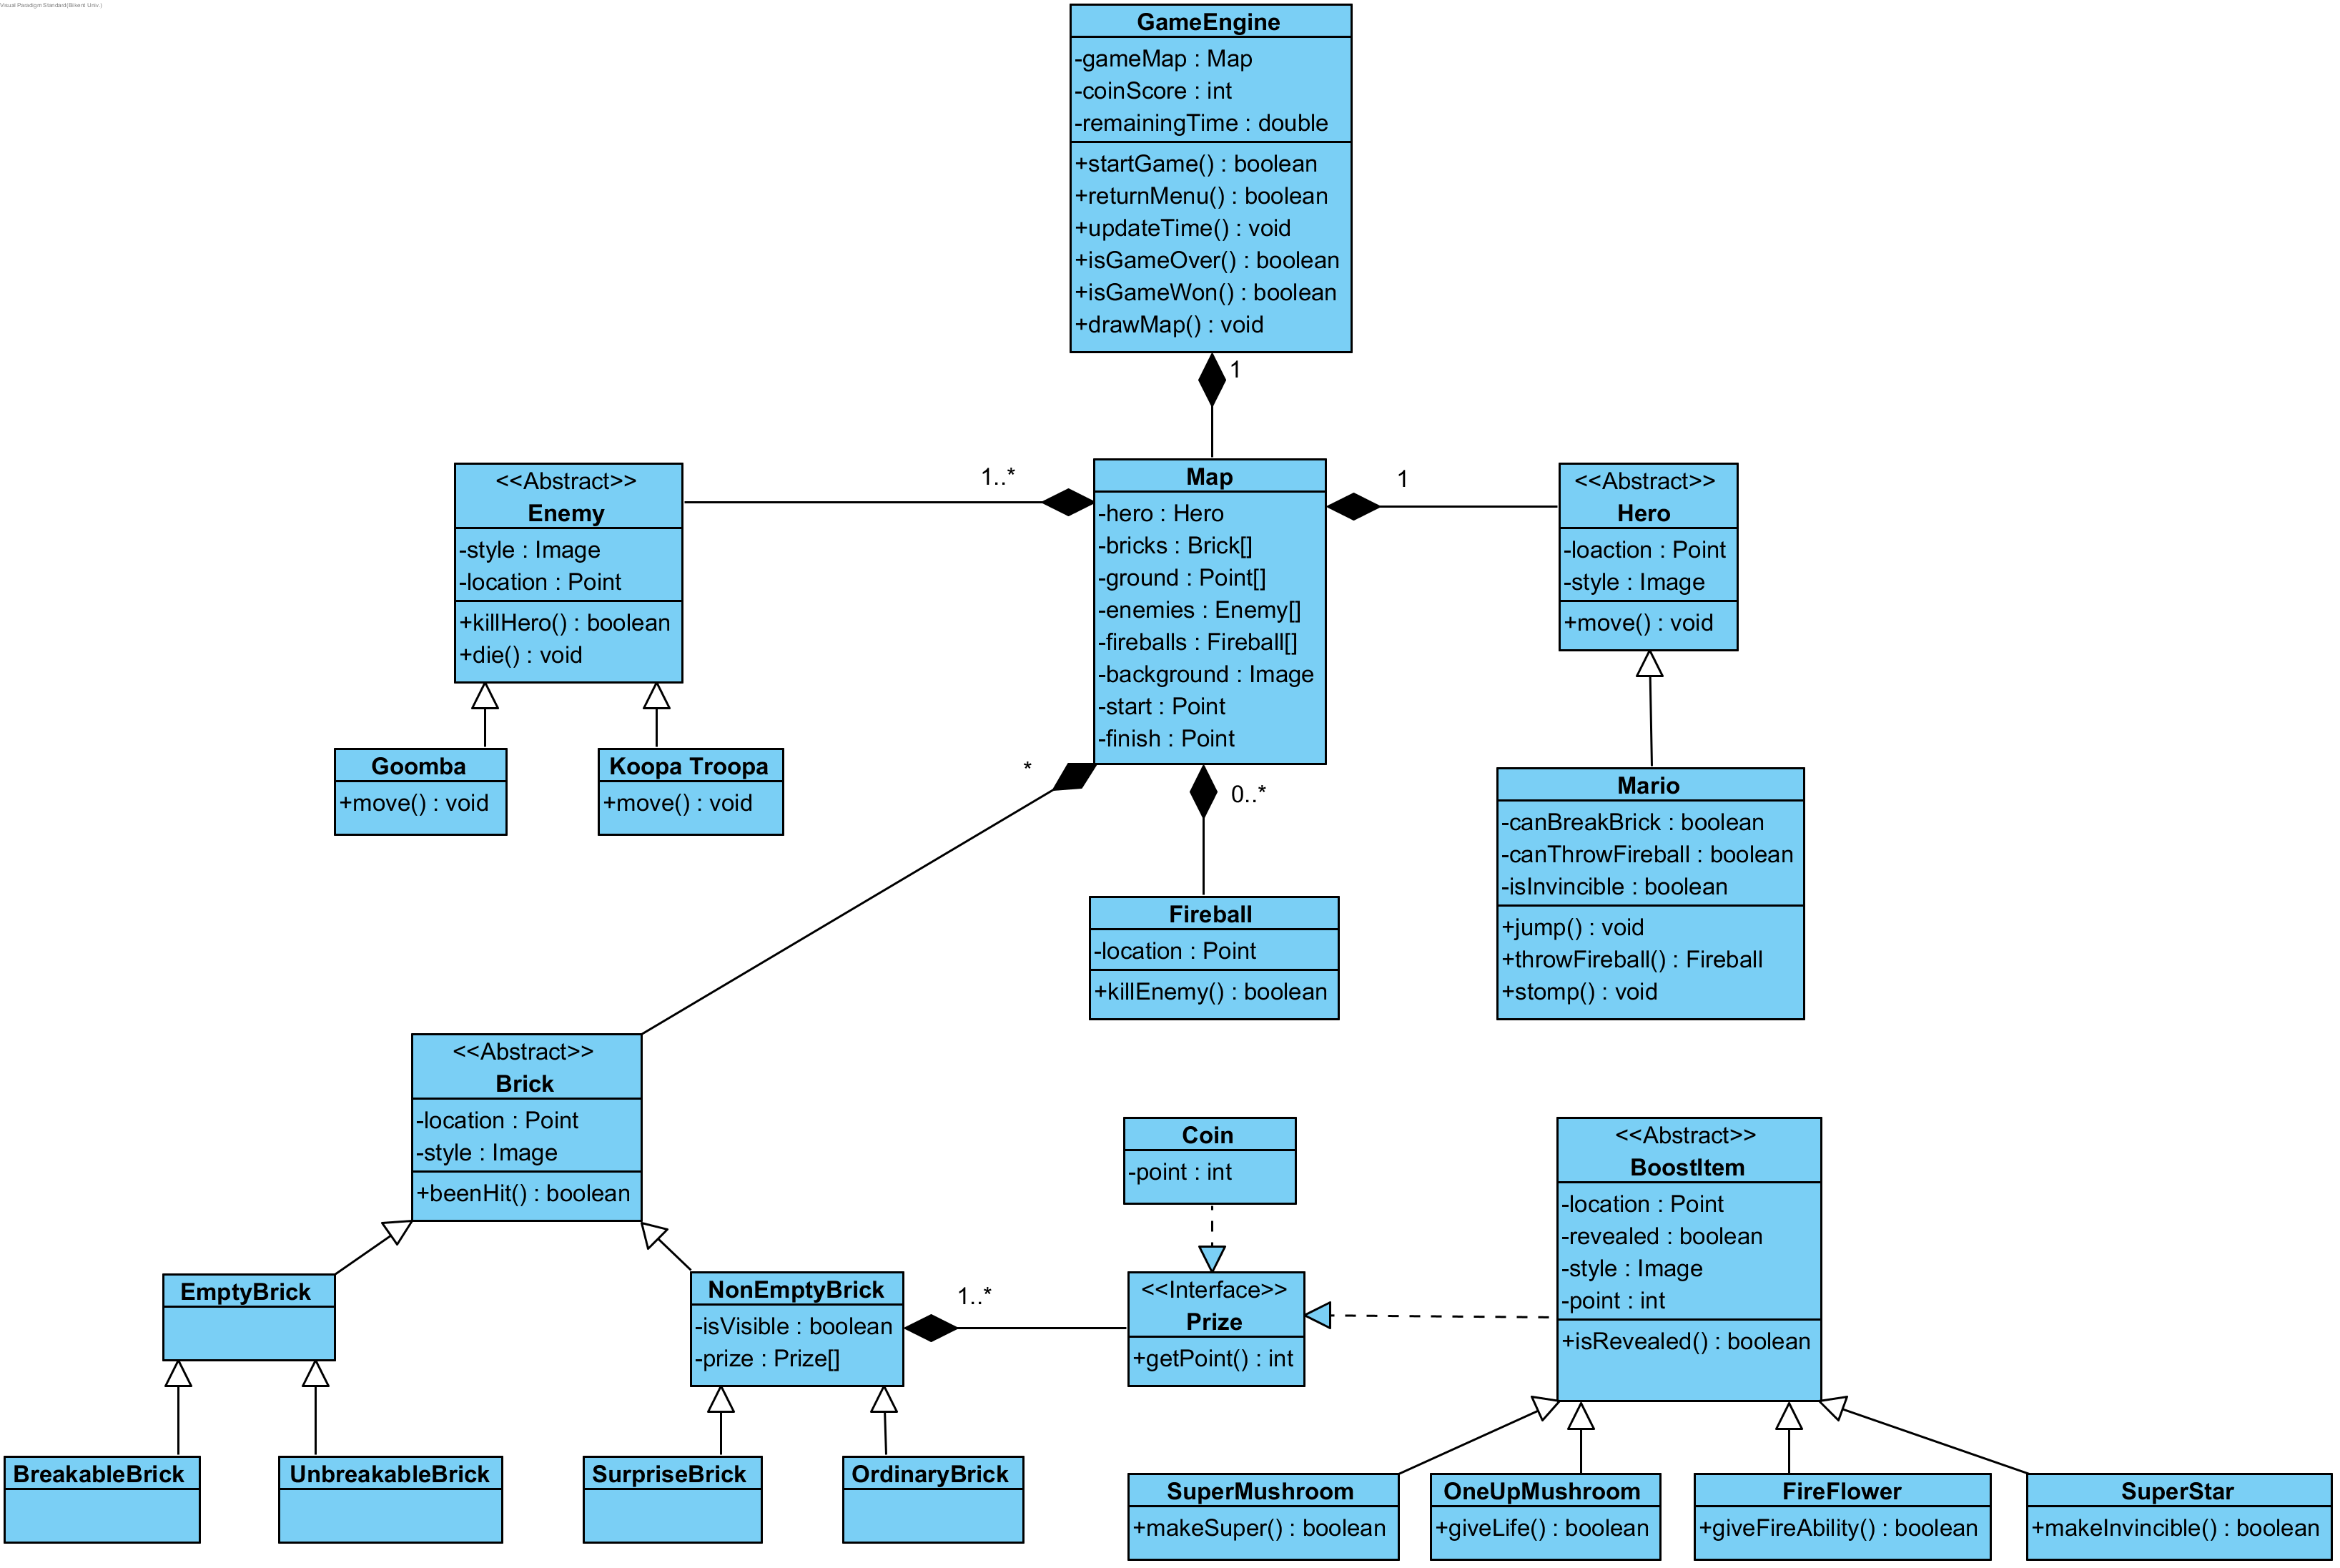 Visual Paradigm Standard(Bilkent Univ.)
GameEngine
-gameMap : Map
-coinScore : int
-remainingTime : double
+startGame() : boolean
+returnMenu() : boolean
+updateTime() : void
+isGameOver() : boolean
+isGameWon() : boolean
+drawMap() : void
1
<<Abstract>>
Enemy
-style : Image
-location : Point
+killHero() : boolean
+die() : void
1..*
Map
-hero : Hero
-bricks : Brick[]
-ground : Point[]
-enemies : Enemy[]
-fireballs : Fireball[]
-background : Image
-start : Point
-finish : Point
1
<<Abstract>>
Hero
-loaction : Point
-style : Image
+move() : void
Goomba
+move() : void
Koopa Troopa
+move() : void
*
0..*
Mario
-canBreakBrick : boolean
-canThrowFireball : boolean
-isInvincible : boolean
+jump() : void
+throwFireball() : Fireball
+stomp() : void
Fireball
-location : Point
+killEnemy() : boolean
<<Abstract>>
Brick
-location : Point
-style : Image
+beenHit() : boolean
Coin
-point : int
<<Abstract>>
BoostItem
-location : Point
-revealed : boolean
-style : Image
-point : int
+isRevealed() : boolean
EmptyBrick
NonEmptyBrick
-isVisible : boolean
-prize : Prize[]
1..*
<<Interface>>
Prize
+getPoint() : int
BreakableBrick
UnbreakableBrick
SurpriseBrick
OrdinaryBrick
SuperMushroom
+makeSuper() : boolean
OneUpMushroom
+giveLife() : boolean
FireFlower
+giveFireAbility() : boolean
SuperStar
+makeInvincible() : boolean